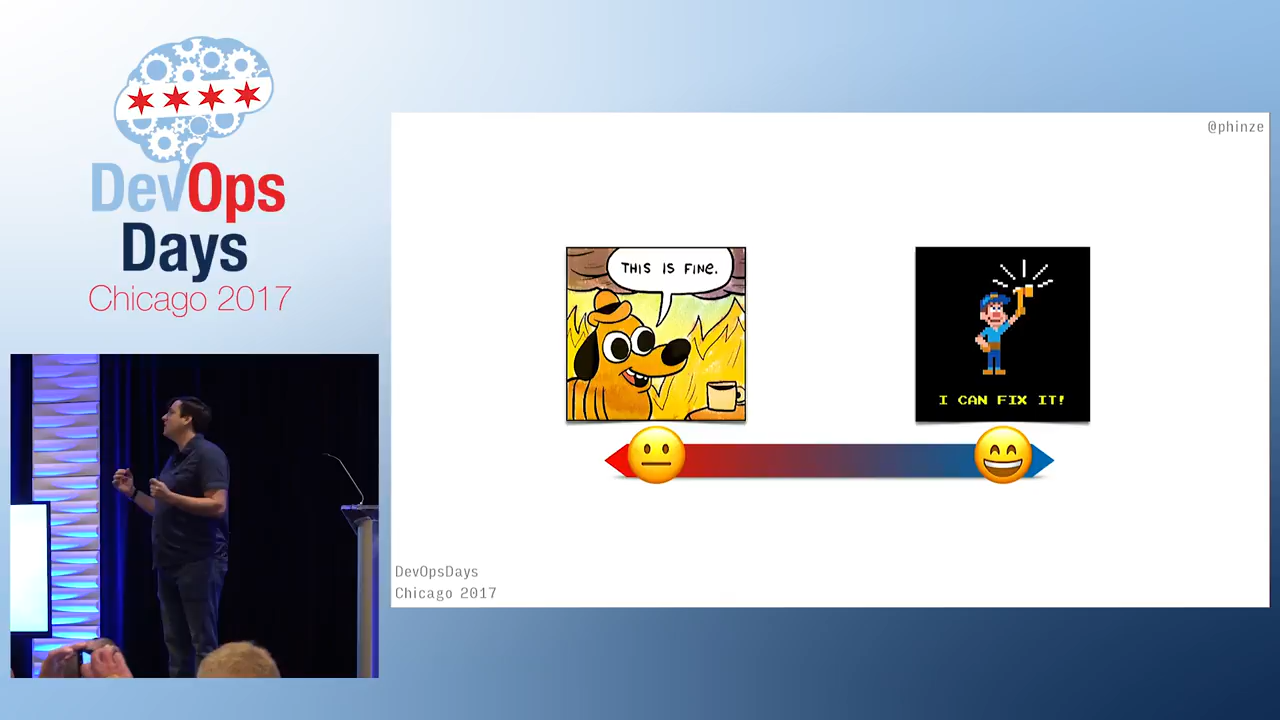 DevOps
Days
Chicago 2017
@phinze
THIS IS FINE.
I CAN FIX IT!
DevOpsDays
Chicago 2017